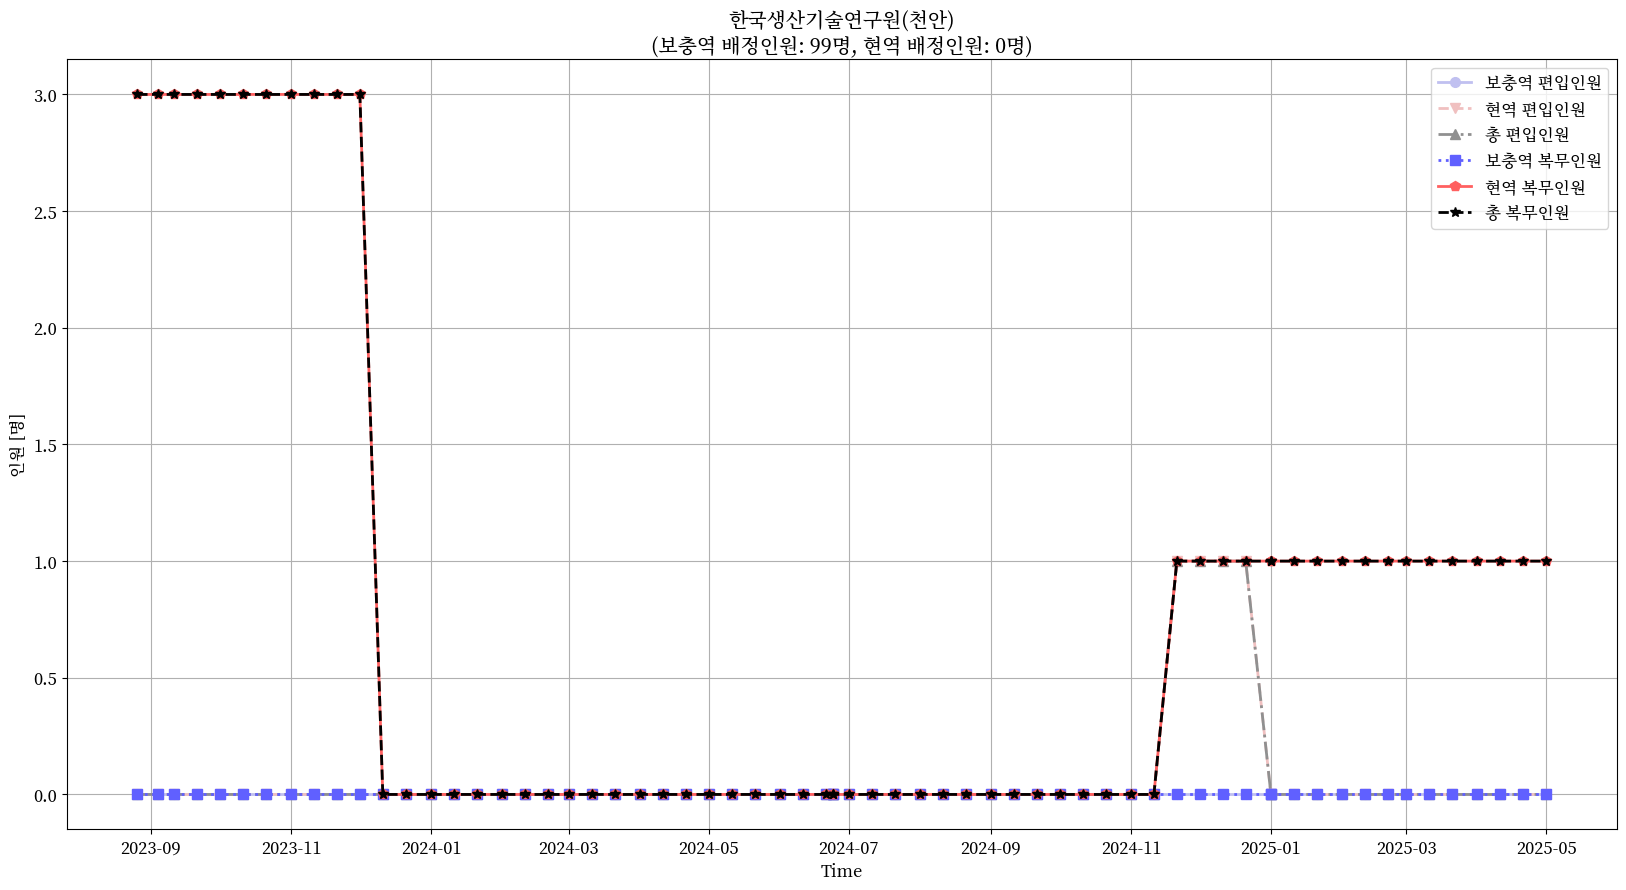 한국생산기술연구원(천안)
(보충역 배정인원: 99명, 현역 배정인원: 0명)
보충역 편입인원
현역 편입인원
총 편입인원
보충역 복무인원
현역 복무인원
총 복무인원
인원 [명]
3.0
2.5
2.0
1.5
1.0
0.5
0.0
2023-09
2023-11
2024-01
2024-03
2024-05
2024-07
2024-09
2024-11
2025-01
2025-03
2025-05
Time